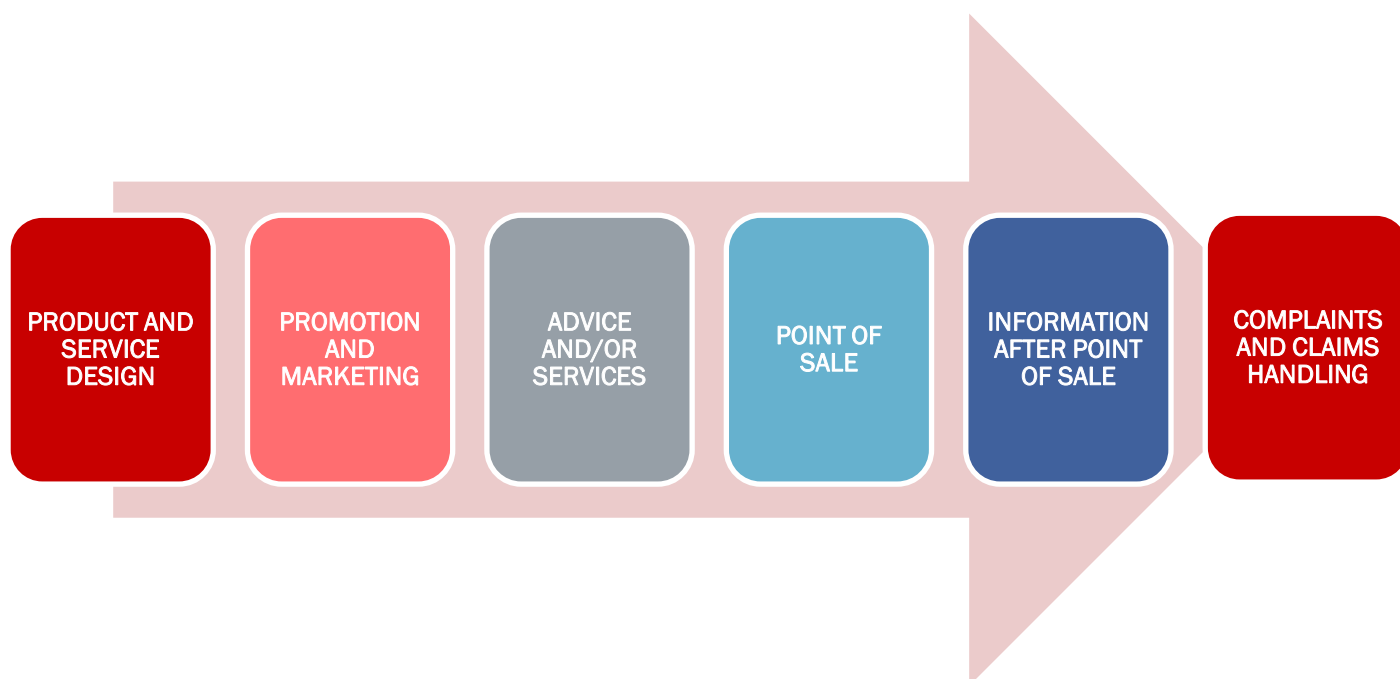 PRODUCT AND
SERVICE
DESIGN
PROMOTION
AND
MARKETING
ADVICE
AND/OR
SERVICES
POINT OF
SALE
INFORMATION
AFTER POINT
OF SALE
COMPLAINTS
AND CLAIMS
HANDLING